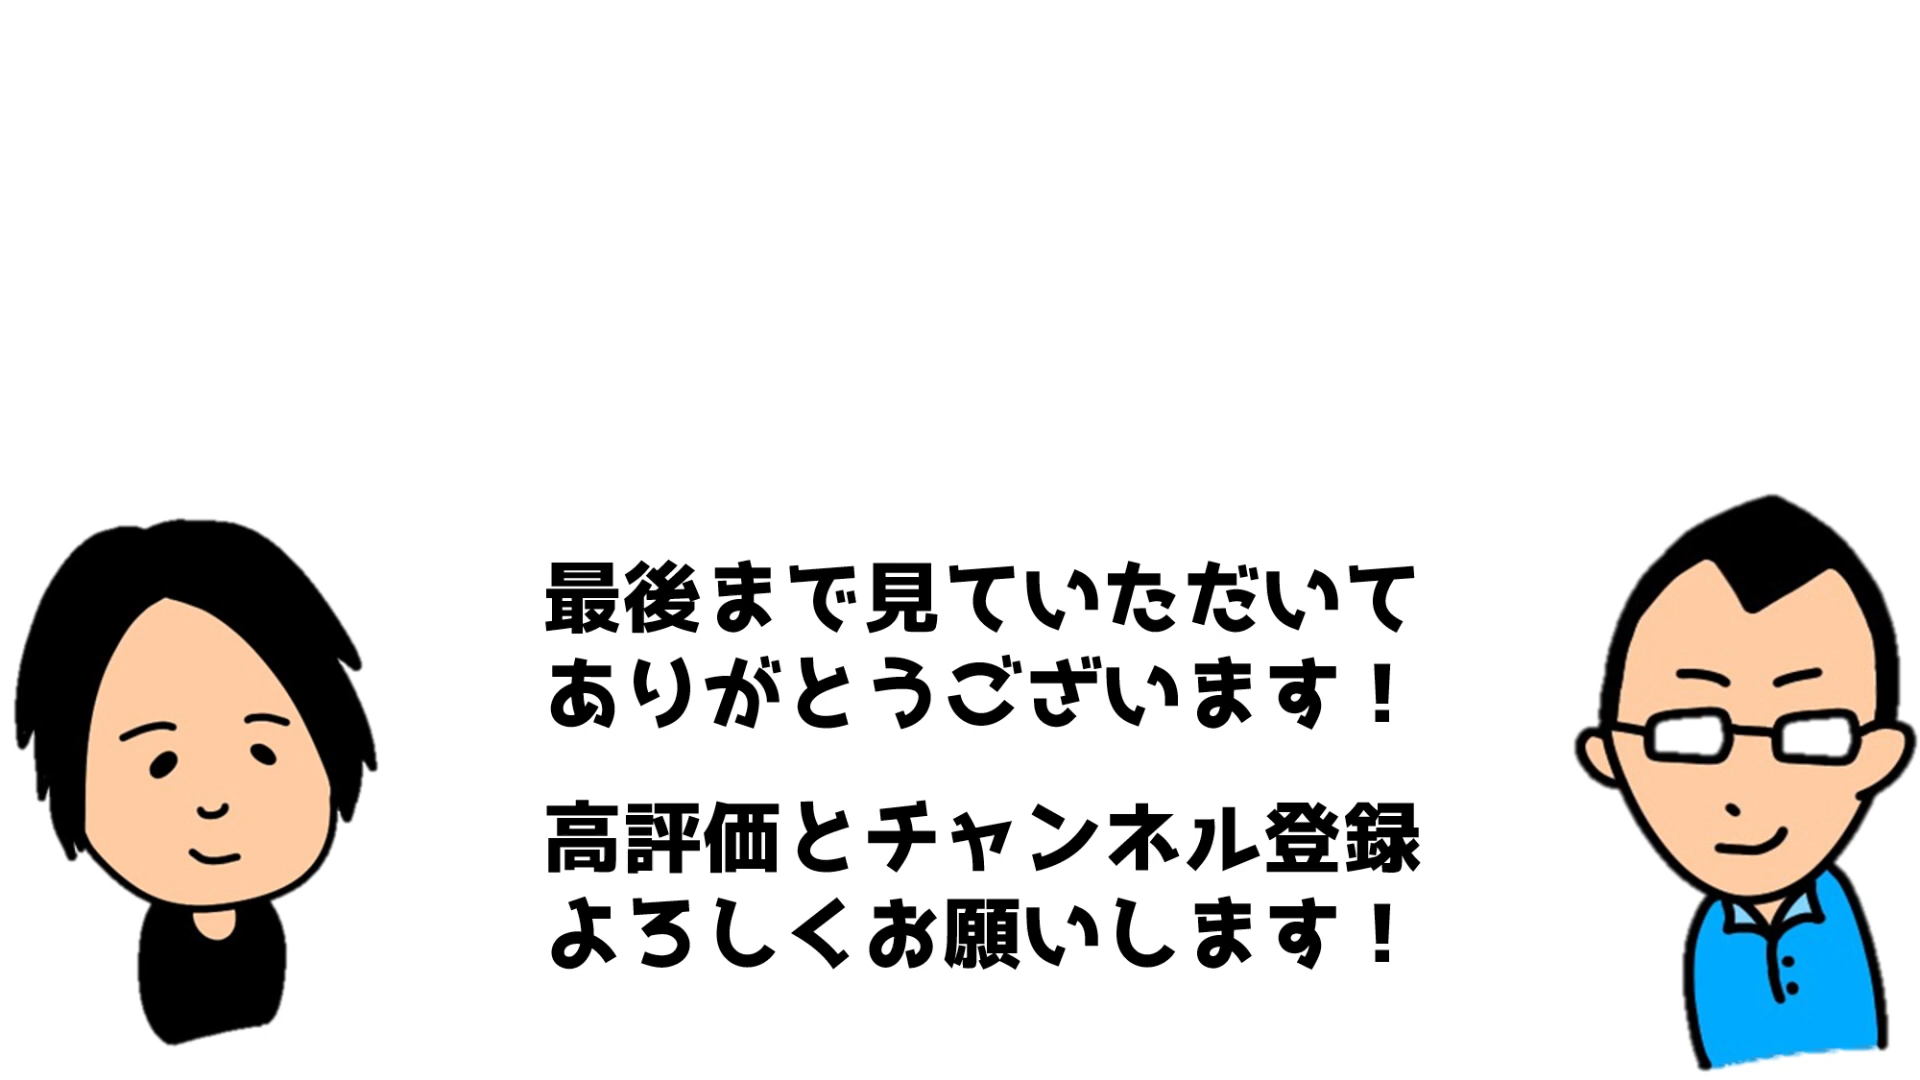 最後まで見ていただいて
ありがとうございます！
高評価とチャンネル登録
よろしくお願いします！